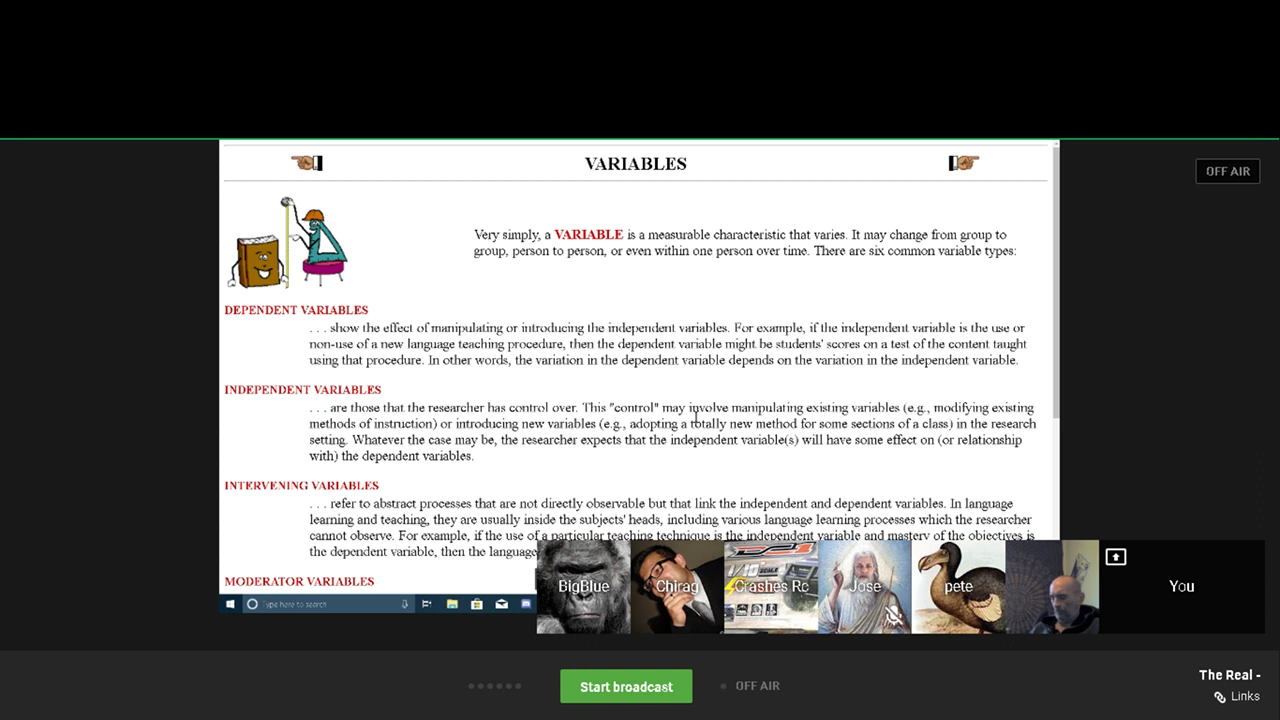 VARIABLES
OFF AIR
Very simply, a VARIABLE is a measurable characteristic that varies. It may change from group to
group, person to person, or even within one person over time. There are six common variable types:
DEPENDENT VARIABLES
. . . show the effect of manipulating or introducing the independent variables. For example, if the independent variable is the use or
non-use of a new language teaching procedure, then the dependent variable might be students' scores on a test of the content taught
using that procedure. In other words, the variation in the dependent variable depends on the variation in the independent variable.
INDEPENDENT VARIABLES
. . . are those that the researcher has control over. This "control" may involve manipulating existing variables (e.g., modifying existing
methods of instruction) or introducing new variables (e.g., adopting a totally new method for some sections of a class) in the research
setting. Whatever the case may be, the researcher expects that the independent variable(s) will have some effect on (or relationship
with) the dependent variables.
INTERVENING VARIABLES
. . . refer to abstract processes that are not directly observable but that link the independent and dependent variables. In language
learning and teaching, they are usually inside the subjects' heads, including various language learning processes which the researcher
cannot observe. For example, if the use of a particular teaching technique is the independent variable and mastery of the objectives is
the dependent variable, then the language
MODERATOR VARIABLES
Type here to search
BigBlue
Chirag
Crashes Rc
Jose
pete
You
Start broadcast
OFF AIR
The Real -
Links